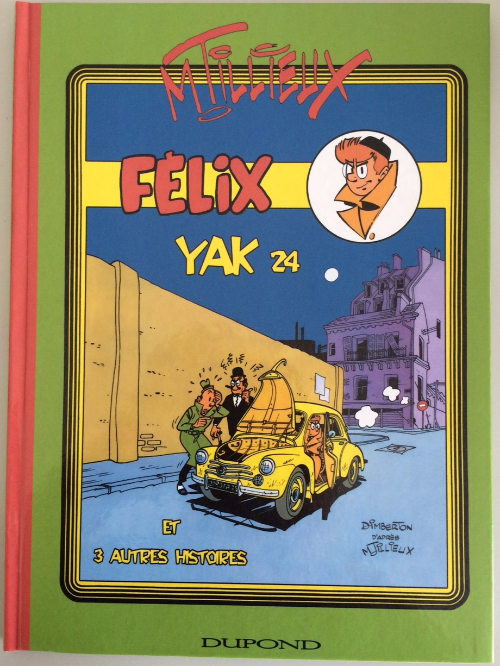 M. TILLIEUX
FÉLIX
YAK 24
ET
3 AUTRES HISTOIRES
DIMBERTON
D'APRÈS
M. TILLIEUX
DUPOND